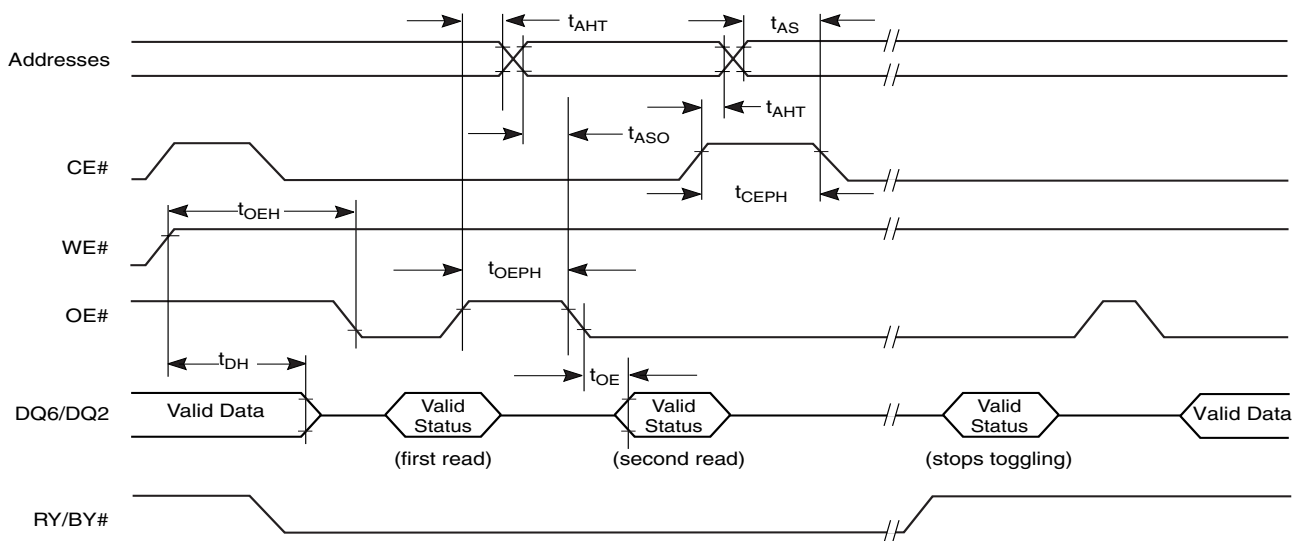 tAHT
tAS
Addresses
tAHT
tASO
CE#
tCEPH
tOEH
WE#
tOEPH
OE#
tDH
tOE
DQ6/DQ2
Valid Data
Valid
Status
Valid
Status
Valid
Status
Valid Data
(first read)
(second read)
(stops toggling)
RY/BY#